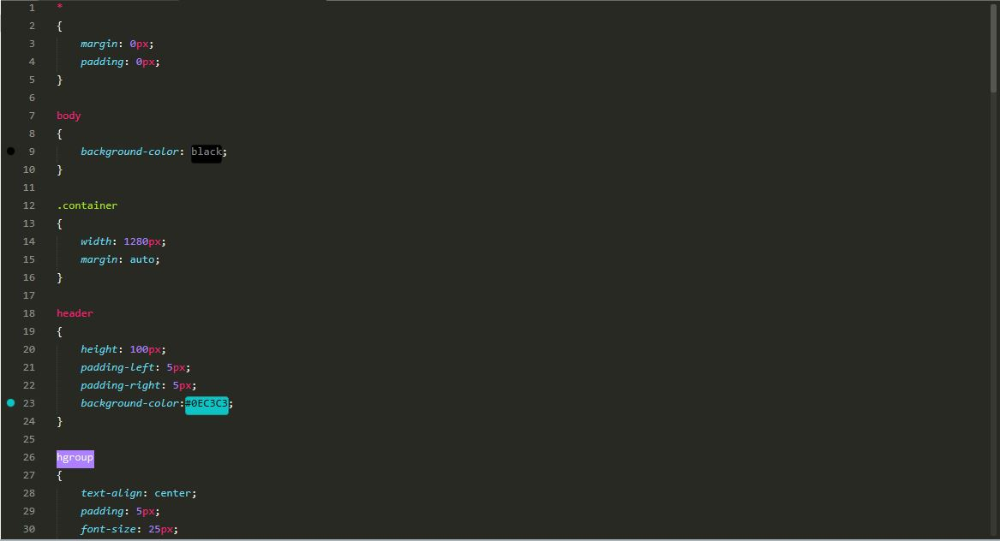 1 *
2 {
3 margin: 0px;
4 padding: 0px;
5 }
6
7 body
8 {
9 background-color: black;
10 }
11
12 .container
13 {
14 width: 1280px;
15 margin: auto;
16 }
17
18 header
19 {
20 height: 100px;
21 padding-left: 5px;
22 padding-right: 5px;
23 background-color:#0EC3C3;
24 }
25
26 hgroup
27 {
28 text-align: center;
29 padding: 5px;
30 font-size: 25px;